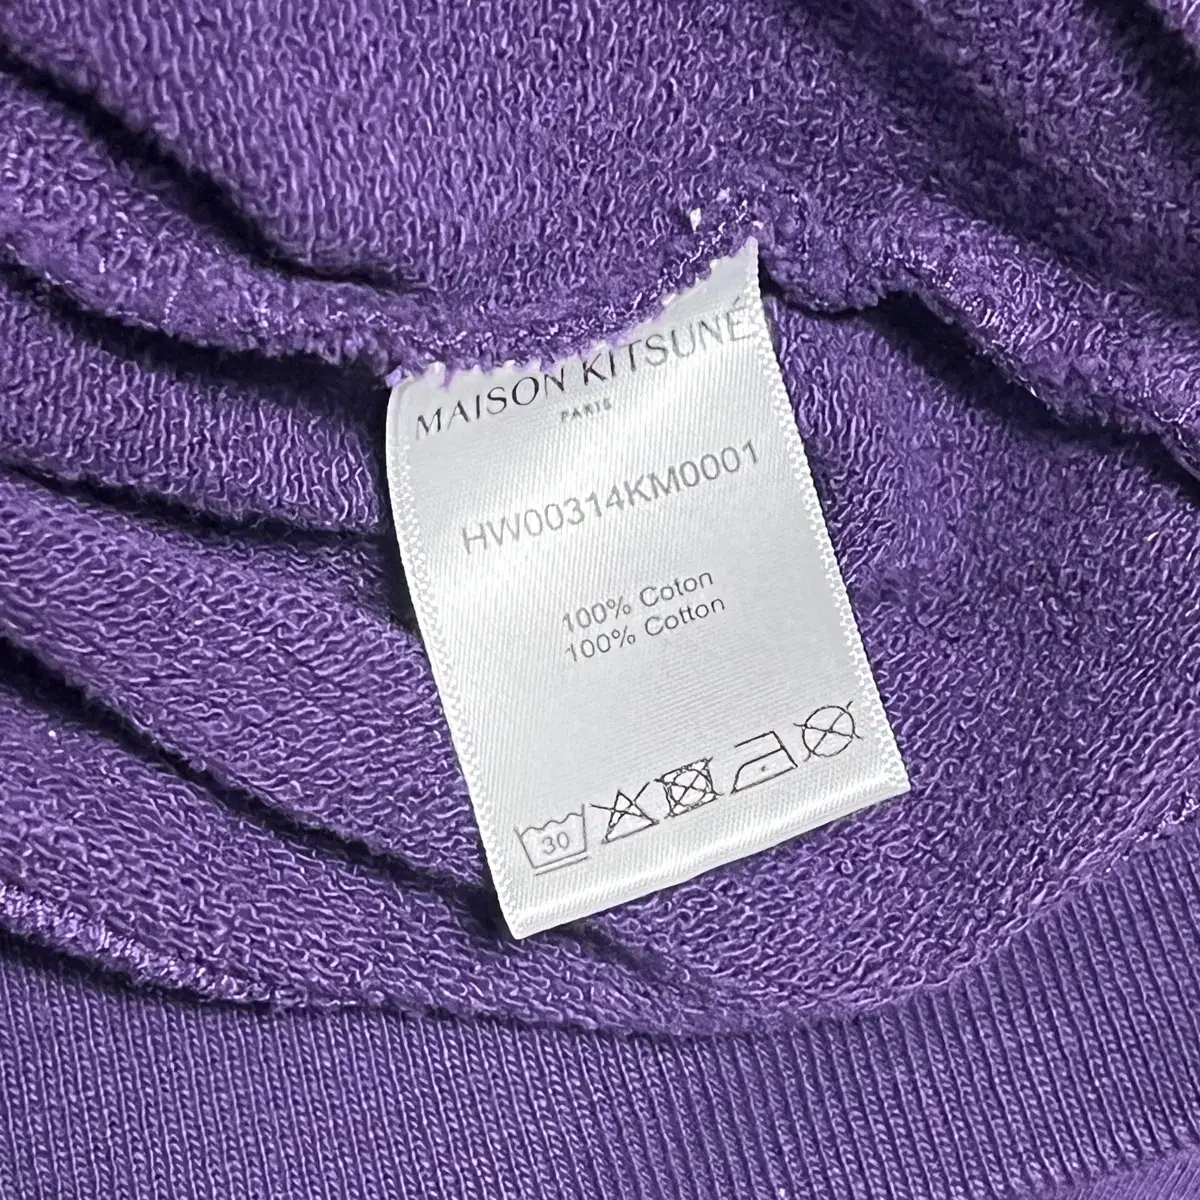 MAISON KITSUNÉ
PARIS
HW00314KM0001
100% Coton
100% Cotton
30